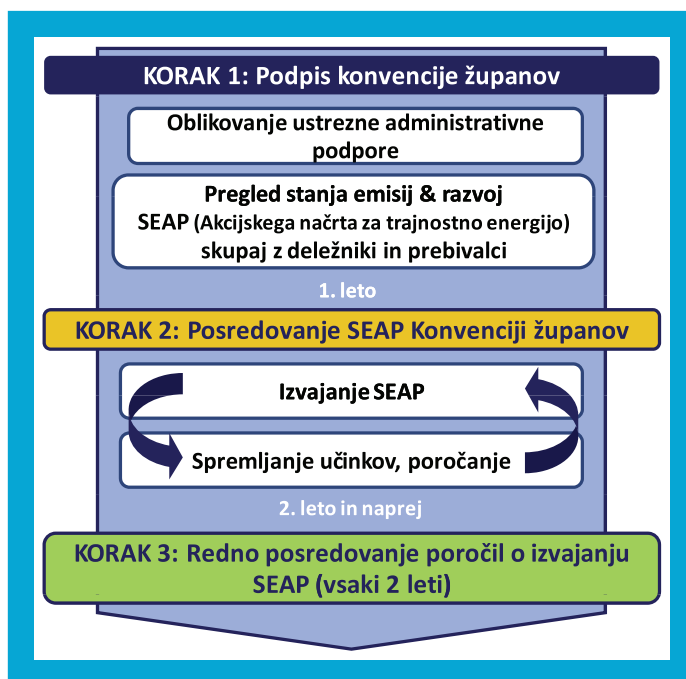 KORAK 1: Podpis konvencije županov
Oblikovanje ustrezne administrativne
podpore
Pregled stanja emisij & razvoj
SEAP (Akcijskega načrta za trajnostno energijo)
skupaj z deležniki in prebivalci
1. leto
KORAK 2: Posredovanje SEAP Konvenciji županov
Izvajanje SEAP
Spremljanje učinkov, poročanje
2. leto in naprej
KORAK 3: Redno posredovanje poročil o izvajanju
SEAP (vsaki 2 leti)